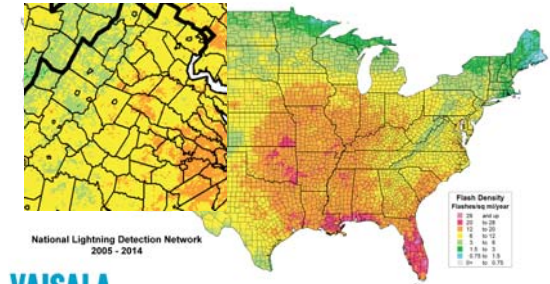 National Lightning Detection Network
2005 - 2014
VAISALA
Flash Density
Flashes/sq mi/year
28 and up
20 to 28
12 to 20
6 to 12
3 to 6
1.5 to 3
0.75 to 1.5
0+ to 0.75